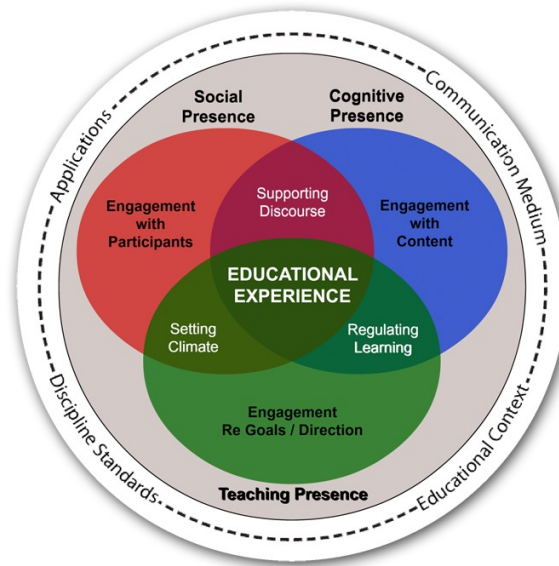 Applications
Communication Medium
Social
Presence
Cognitive
Presence
Engagement
with
Participants
Supporting
Discourse
Engagement
with
Content
EDUCATIONAL
EXPERIENCE
Setting
Climate
Regulating
Learning
Engagement
Re Goals / Direction
Teaching Presence
Discipline Standards
Educational Context